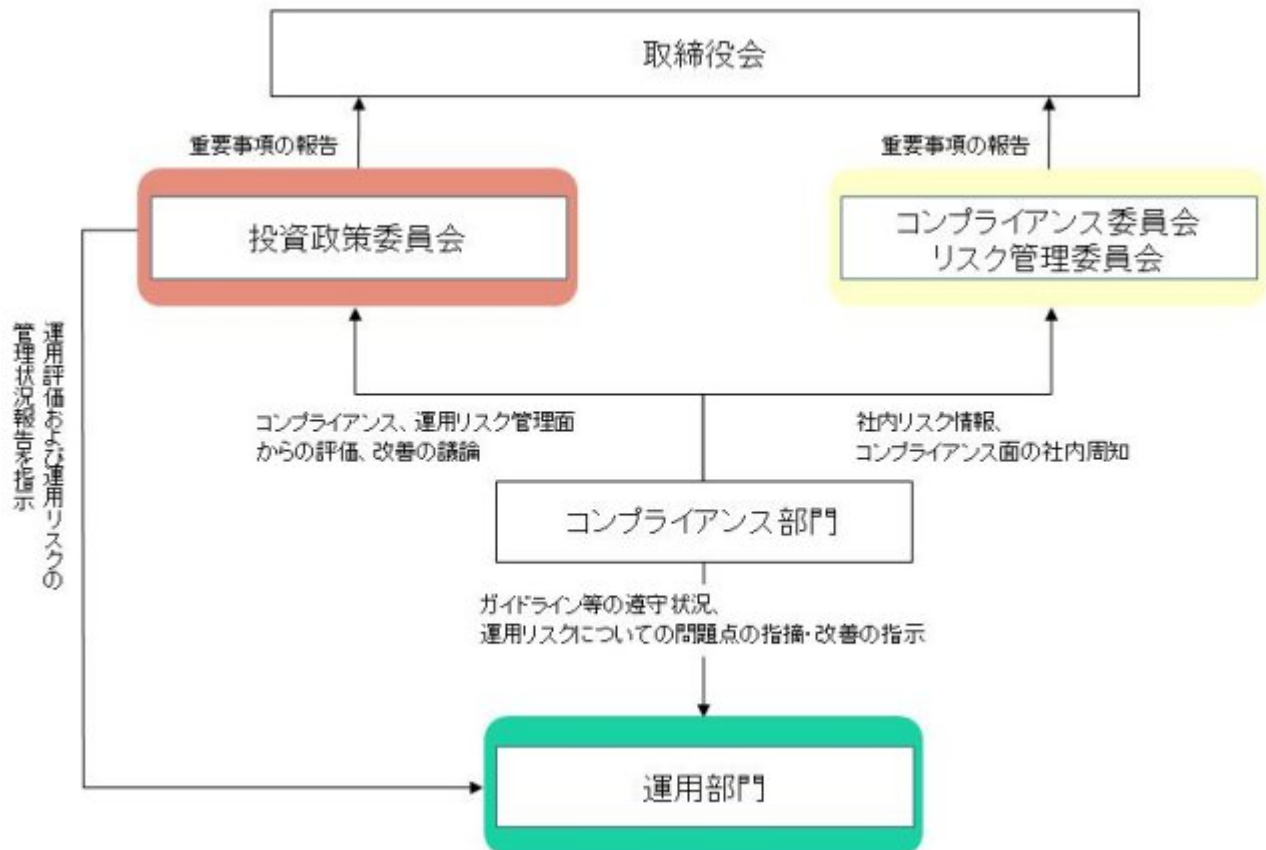 取締役会
重要事項の報告
重要事項の報告
投資政策委員会
コンプライアンス委員会
リスク管理委員会
運用評価および運用リスクの
管理状況報告を指示
コンプライアンス、運用リスク管理面
からの評価、改善の議論
社内リスク情報、
コンプライアンス面の社内周知
コンプライアンス部門
ガイドライン等の遵守状況、
運用リスクについての問題点の指摘・改善の指示
運用部門